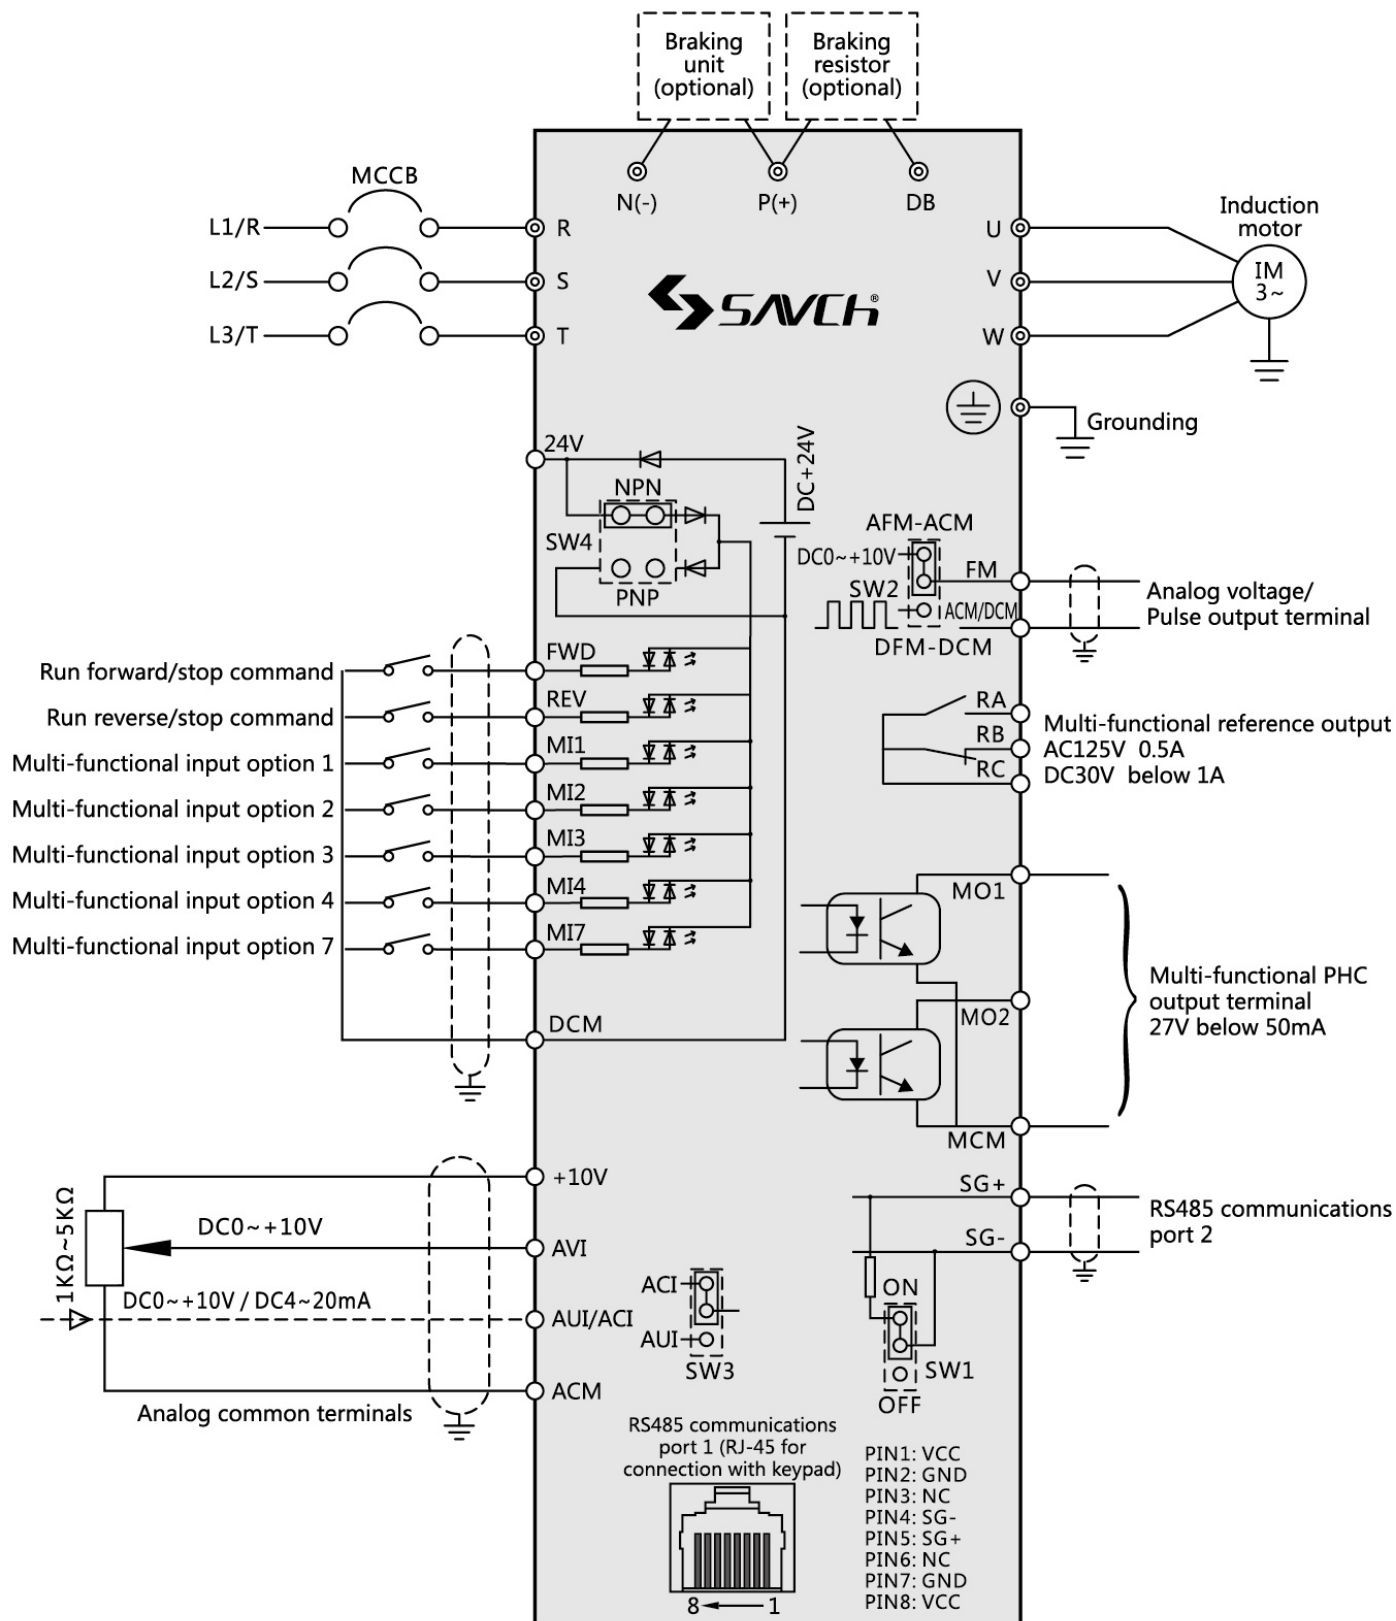 Braking
unit
(optional)
Braking
resistor
(optional)
MCCB
N(-)
P(+)
DB
L1/R
R
U
Induction
motor
L2/S
S
V
IM
3~
SAVCH®
L3/T
T
W
Grounding
24V
DC+24V
NPN
SW4
PNP
AFM-ACM
DC0~+10V
FM
SW2
ACM/DCM
DFM-DCM
Analog voltage/
Pulse output terminal
Run forward/stop command
FWD
Run reverse/stop command
REV
Multi-functional input option 1
MI1
Multi-functional input option 2
MI2
Multi-functional input option 3
MI3
Multi-functional input option 4
MI4
Multi-functional input option 7
MI7
DCM
RA
RB
RC
Multi-functional reference output
AC125V 0.5A
DC30V below 1A
MO1
MO2
MCM
Multi-functional PHC
output terminal
27V below 50mA
+10V
1KΩ~5KΩ
DC0~+10V
AVI
DC0~+10V / DC4~20mA
AUI/ACI
ACM
Analog common terminals
ACI
AUI
SW3
SG+
SG-
RS485 communications
port 2
ON
SW1
OFF
RS485 communications
port 1 (RJ-45 for
connection with keypad)
8
1
PIN1: VCC
PIN2: GND
PIN3: NC
PIN4: SG-
PIN5: SG+
PIN6: NC
PIN7: GND
PIN8: VCC